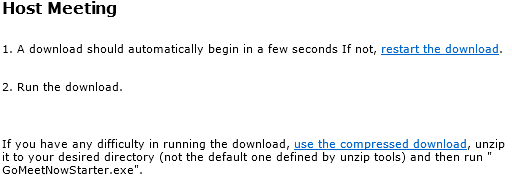 Host Meeting
1. A download should automatically begin in a few seconds If not, restart the download.
2. Run the download.
If you have any difficulty in running the download, use the compressed download, unzip
it to your desired directory (not the default one defined by unzip tools) and then run "
GoMeetNowStarter.exe".